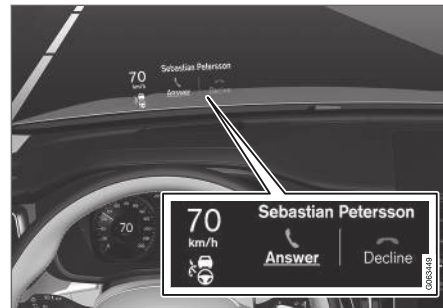 70
km/h
Sebastian Petersson
Answer
Decline
70
70
km/h
Sebastian Petersson
Answer
Decline
G063449